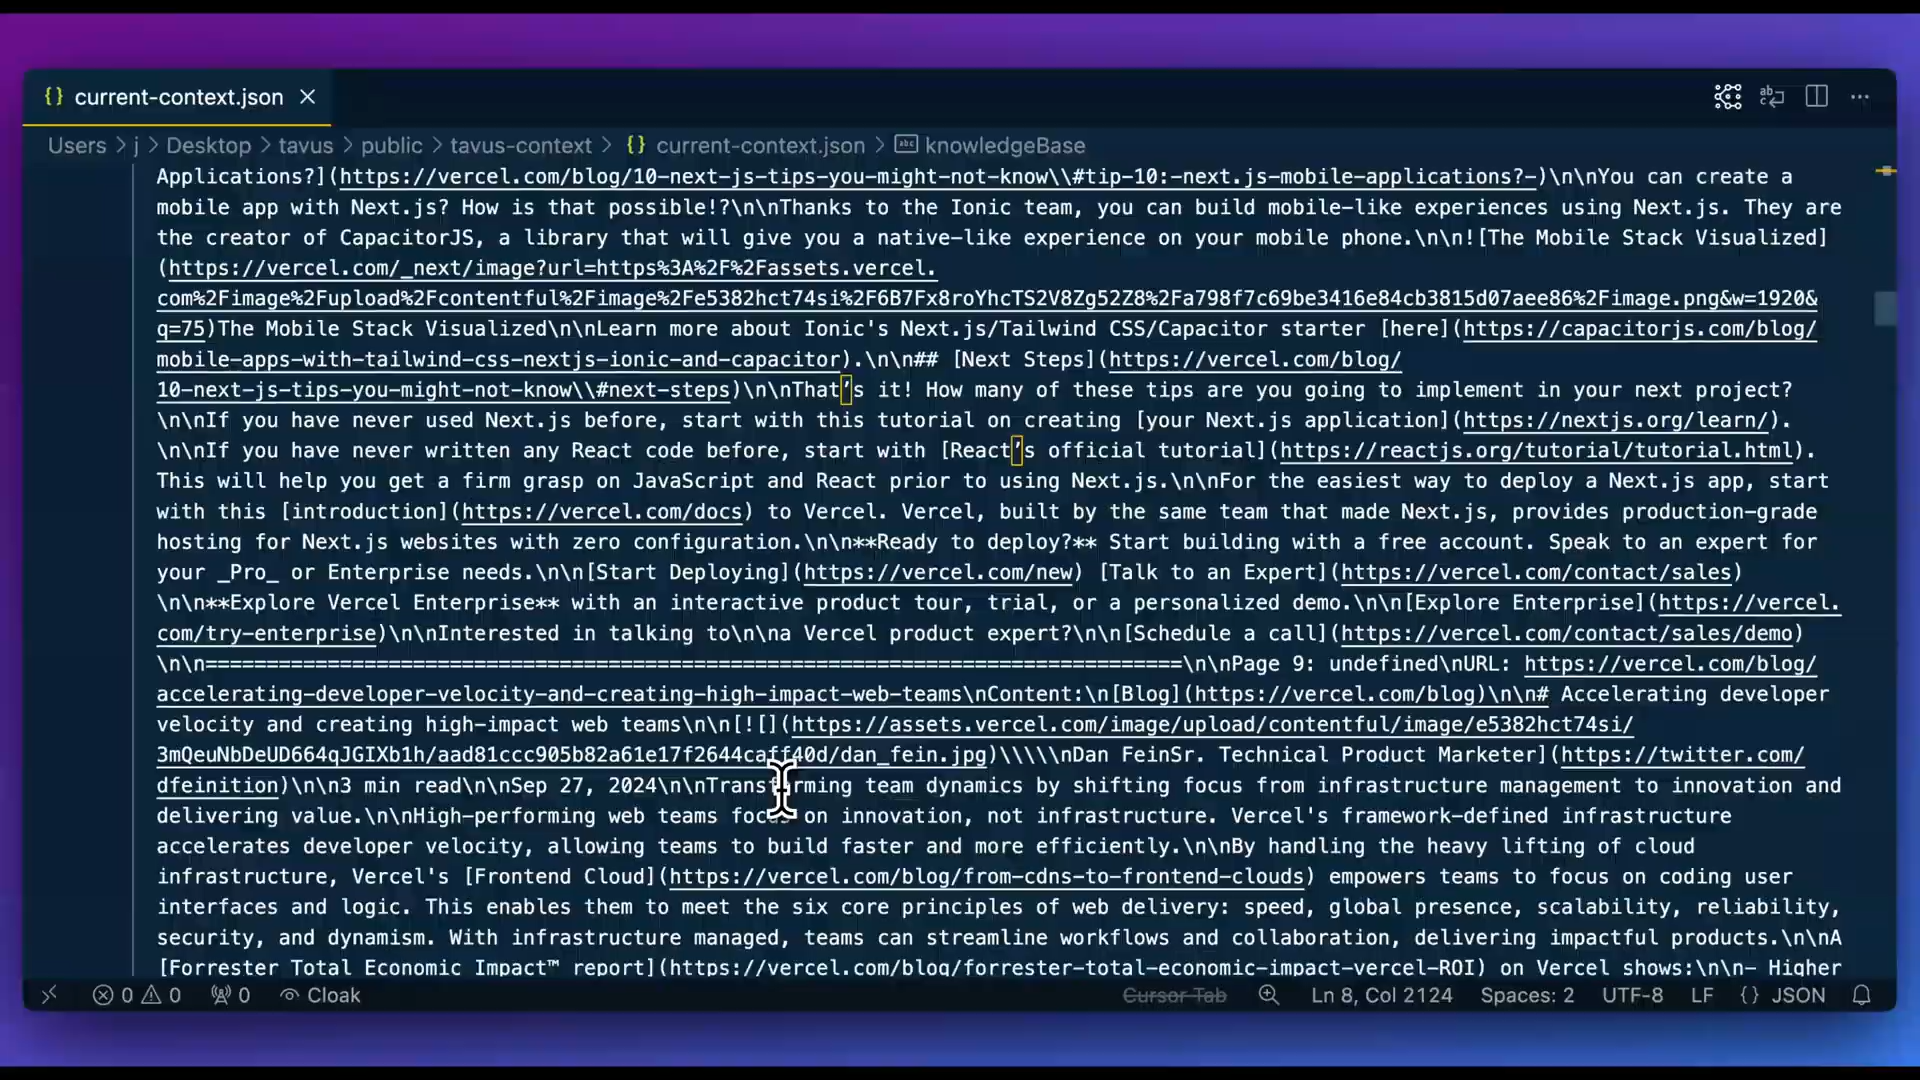 {} current-context.json
Users > j > Desktop > tavus > public > tavus-context > {} current-context.json > knowledgeBase
Applications?](https://vercel.com/blog/10-next-js-tips-you-might-not-know\\#tip-10:-next.js-mobile-applications?-)\n\nYou can create a
mobile app with Next.js? How is that possible!?\n\nThanks to the Ionic team, you can build mobile-like experiences using Next.js. They are
the creator of CapacitorJS, a library that will give you a native-like experience on your mobile phone.\n\n![The Mobile Stack Visualized]
(https://vercel.com/_next/image?url=https%3A%2F%2Fassets.vercel.
com%2Fimage%2Fupload%2Fcontentful%2Fimage%2Fe5382hct74si%2F6B7Fx8roYhcTS2V8Zg52Z8%2Fa798f7c69be3416e84cb3815d07aee86%2Fimage.png&w=1920&
q=75)The Mobile Stack Visualized\n\nLearn more about Ionic's Next.js/Tailwind CSS/Capacitor starter [here](https://capacitorjs.com/blog/
mobile-apps-with-tailwind-css-nextjs-ionic-and-capacitor).\n\n## [Next Steps](https://vercel.com/blog/
10-next-js-tips-you-might-not-know\\#next-steps)\n\nThat’s it! How many of these tips are you going to implement in your next project?
\n\nIf you have never used Next.js before, start with this tutorial on creating [your Next.js application](https://nextjs.org/learn/).
\n\nIf you have never written any React code before, start with [React’s official tutorial](https://reactjs.org/tutorial/tutorial.html).
This will help you get a firm grasp on JavaScript and React prior to using Next.js.\n\nFor the easiest way to deploy a Next.js app, start
with this [introduction](https://vercel.com/docs) to Vercel. Vercel, built by the same team that made Next.js, provides production-grade
hosting for Next.js websites with zero configuration.\n\n**Ready to deploy?** Start building with a free account. Speak to an expert for
your _Pro_ or Enterprise needs.\n\n[Start Deploying](https://vercel.com/new) [Talk to an Expert](https://vercel.com/contact/sales)
\n\n**Explore Vercel Enterprise** with an interactive product tour, trial, or a personalized demo.\n\n[Explore Enterprise](https://vercel.
com/try-enterprise)\n\nInterested in talking to\n\na Vercel product expert?\n\n[Schedule a call](https://vercel.com/contact/sales/demo)
\n\n================================================================================\n\nPage 9: undefined\nURL: https://vercel.com/blog/
accelerating-developer-velocity-and-creating-high-impact-web-teams\nContent:\n[Blog](https://vercel.com/blog)\n\n# Accelerating developer
velocity and creating high-impact web teams\n\n[![](https://assets.vercel.com/image/upload/contentful/image/e5382hct74si/
3mQeuNbDeUD664qJGIXb1h/aad81ccc905b82a61e17f2644caff40d/dan_fein.jpg)\\\\\nDan FeinSr. Technical Product Marketer](https://twitter.com/
dfeinition)\n\n3 min read\n\nSep 27, 2024\n\nTransforming team dynamics by shifting focus from infrastructure management to innovation and
delivering value.\n\nHigh-performing web teams focus on innovation, not infrastructure. Vercel's framework-defined infrastructure
accelerates developer velocity, allowing teams to build faster and more efficiently.\n\nBy handling the heavy lifting of cloud
infrastructure, Vercel's [Frontend Cloud](https://vercel.com/blog/from-cdns-to-frontend-clouds) empowers teams to focus on coding user
interfaces and logic. This enables them to meet the six core principles of web delivery: speed, global presence, scalability, reliability,
security, and dynamism. With infrastructure managed, teams can streamline workflows and collaboration, delivering impactful products.\n\nA
[Forrester Total Economic Impact™ report](https://vercel.com/blog/forrester-total-economic-impact-vercel-ROI) on Vercel shows:\n\n- Higher
0 0 0 Cloak Cursor Tab Ln 8, Col 2124 Spaces: 2 UTF-8 LF {} JSON